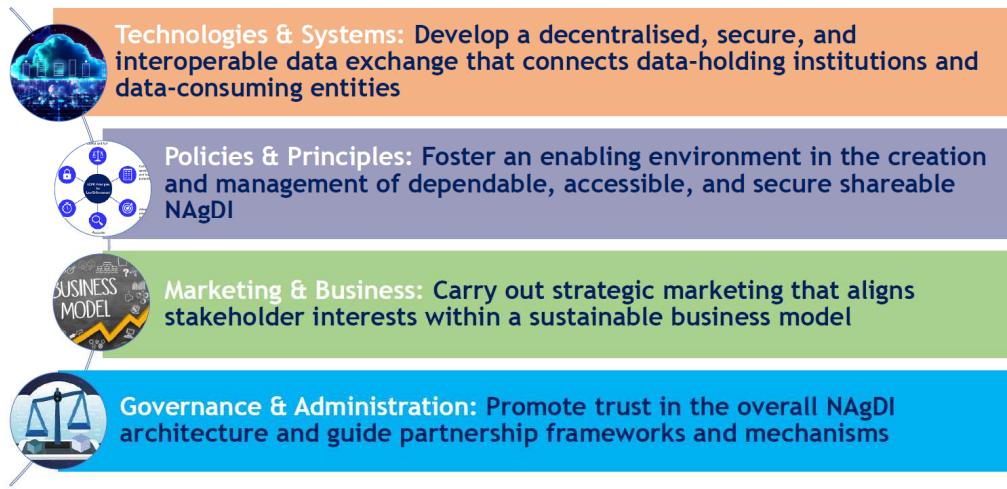 Technologies & Systems: Develop a decentralised, secure, and
interoperable data exchange that connects data-holding institutions and
data-consuming entities
Policies & Principles: Foster an enabling environment in the creation
and management of dependable, accessible, and secure shareable
NAgDI
BUSINESS
MODEL
Marketing & Business: Carry out strategic marketing that aligns
stakeholder interests within a sustainable business model
Governance & Administration: Promote trust in the overall NAgDI
architecture and guide partnership frameworks and mechanisms